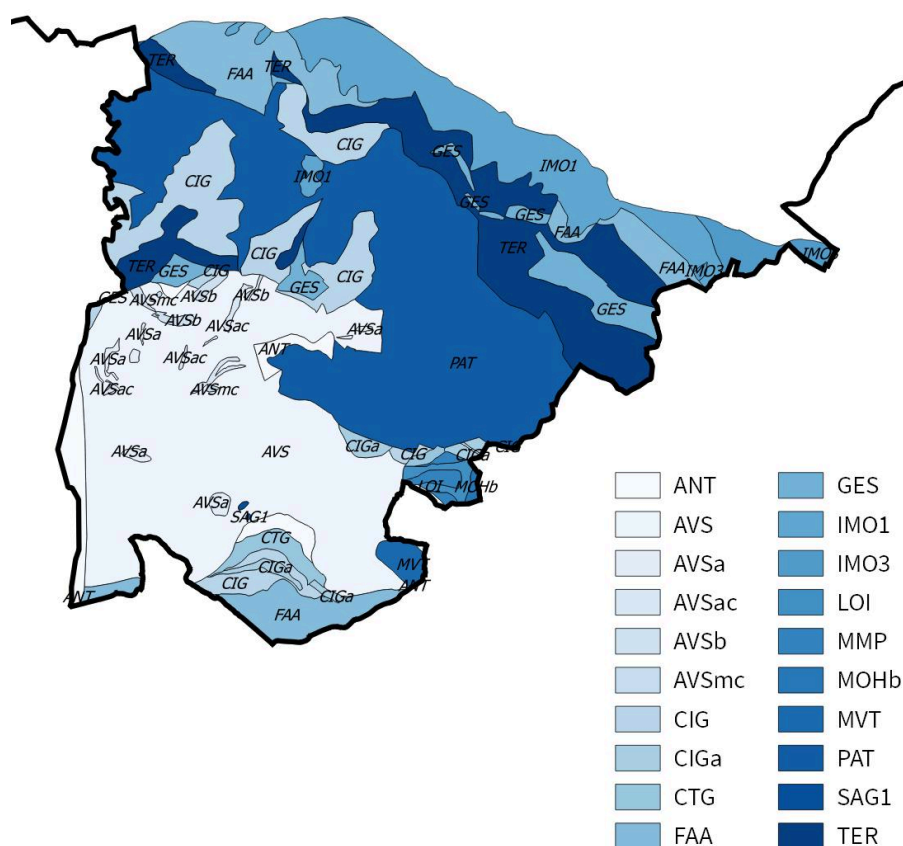 TER
FAA
TER
CIG
GES
IMO1
CIG
IMO1
GES
GES
FAA
TER
CIG
TER
GES
CIG
CIG
GES
FAA
IMO3
IMO3
GES
AVSmc
AVSb
AVSb
AVSb
AVSac
AVSa
AVSa
GES
ANT
AVSa
AVSac
PAT
AVSac
AVSmc
AVSa
AVS
CIGa
CIG
CIGa
CIG
LOI
MOHb
AVSa
SAG1
CTG
MVT
CIGa
CIG
ANT
ANT
CIGa
FAA
ANT
AVS
AVSa
AVSac
AVSb
AVSmc
CIG
CIGa
CTG
FAA
GES
IMO1
IMO3
LOI
MMP
MOHb
MVT
PAT
SAG1
TER